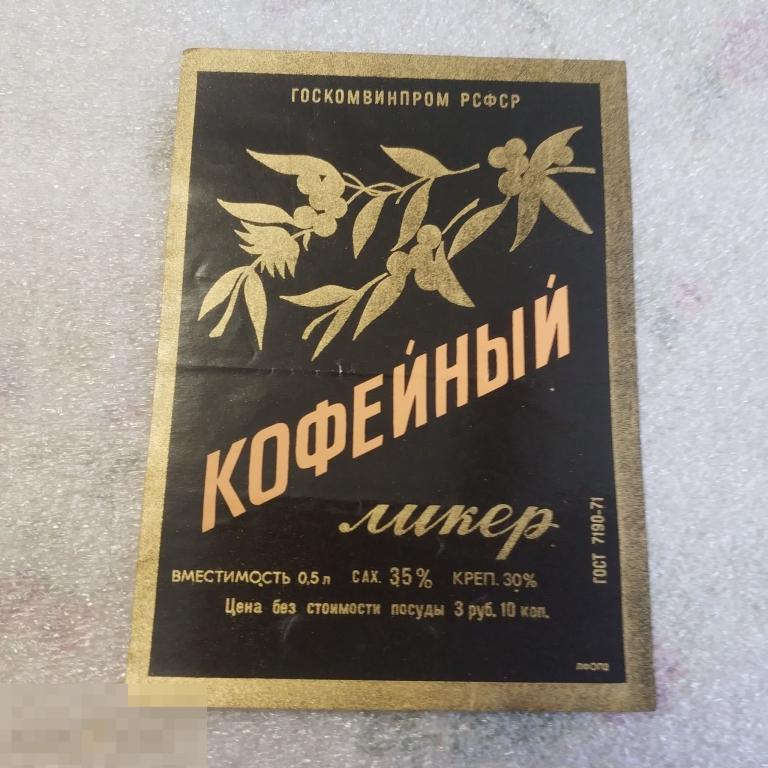 ГОСКОМВИНПРОМ РСФСР
КОФЕЙНЫЙ
ликер
ВМЕСТИМОСТЬ 0,5 л САХ. 35% КРЕП. 30%
Цена без стоимости посуды 3 руб. 10 коп.
ГОСТ 7190-71
ЛФОП2